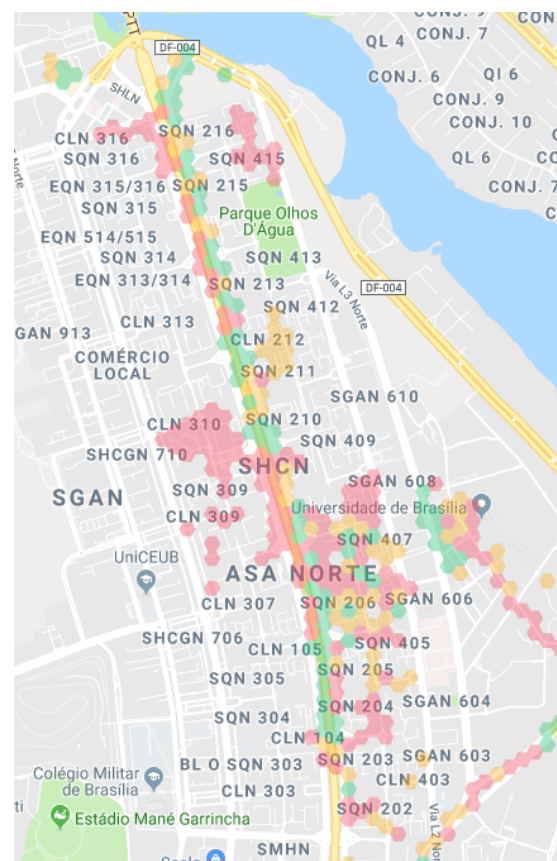 CONJ. 9
CONJ. 7
QL 4
DF-004
CONJ. 6
QI 6
CONJ. 9
SHLN
CONJ. 10
SQN 216
CLN 316
SQN 316
SQN 415
QL 6
EQN 315/316
SQN 215
CONJ. 7
SQN 315
Parque Olhos
D'Água
EQN 514/515
SQN 314
SQN 413
EQN 313/314
SQN 213
Via L3 Norte
DF-004
SQN 412
CLN 313
GAN 913
CLN 212
COMÉRCIO
LOCAL
SQN 211
SGAN 610
CLN 310
SQN 210
SQN 409
SHCGN 710
SHCN
SGAN 608
SQN 309
SGAN
Universidade de Brasília
CLN 309
SQN 407
UniCEUB
ASA NORTE
CLN 307
SQN 206
SGAN 606
SHCGN 706
CLN 105
SQN 405
SQN 305
SQN 205
SQN 204
SGAN 604
SQN 304
CLN 104
BL O SQN 303
SQN 203
SGAN 603
Colégio Militar
de Brasília
CLN 403
CLN 303
SQN 202
Estádio Mané Garrincha
Via L2 Norte
SMHN